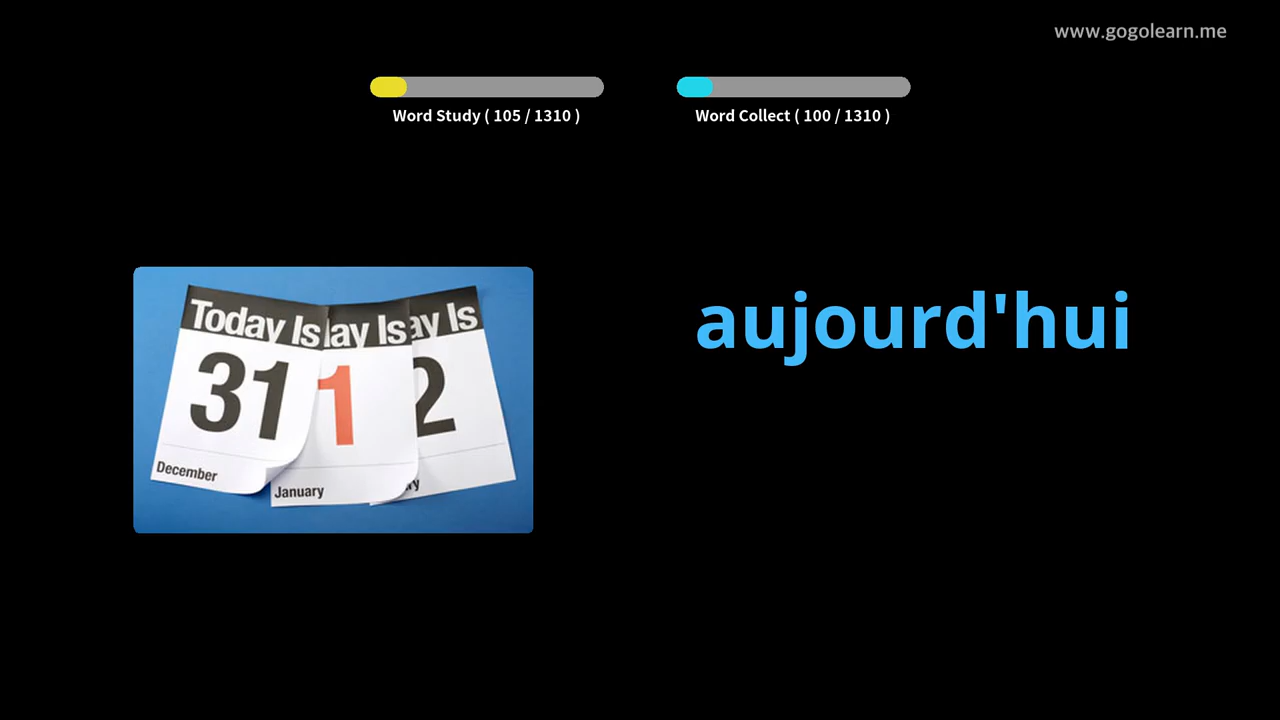 www.gogolearn.me
Word Study ( 105 / 1310 )
Word Collect ( 100 / 1310 )
Today Is
31
December
ay Is
1
January
ay Is
2
ry
aujourd'hui